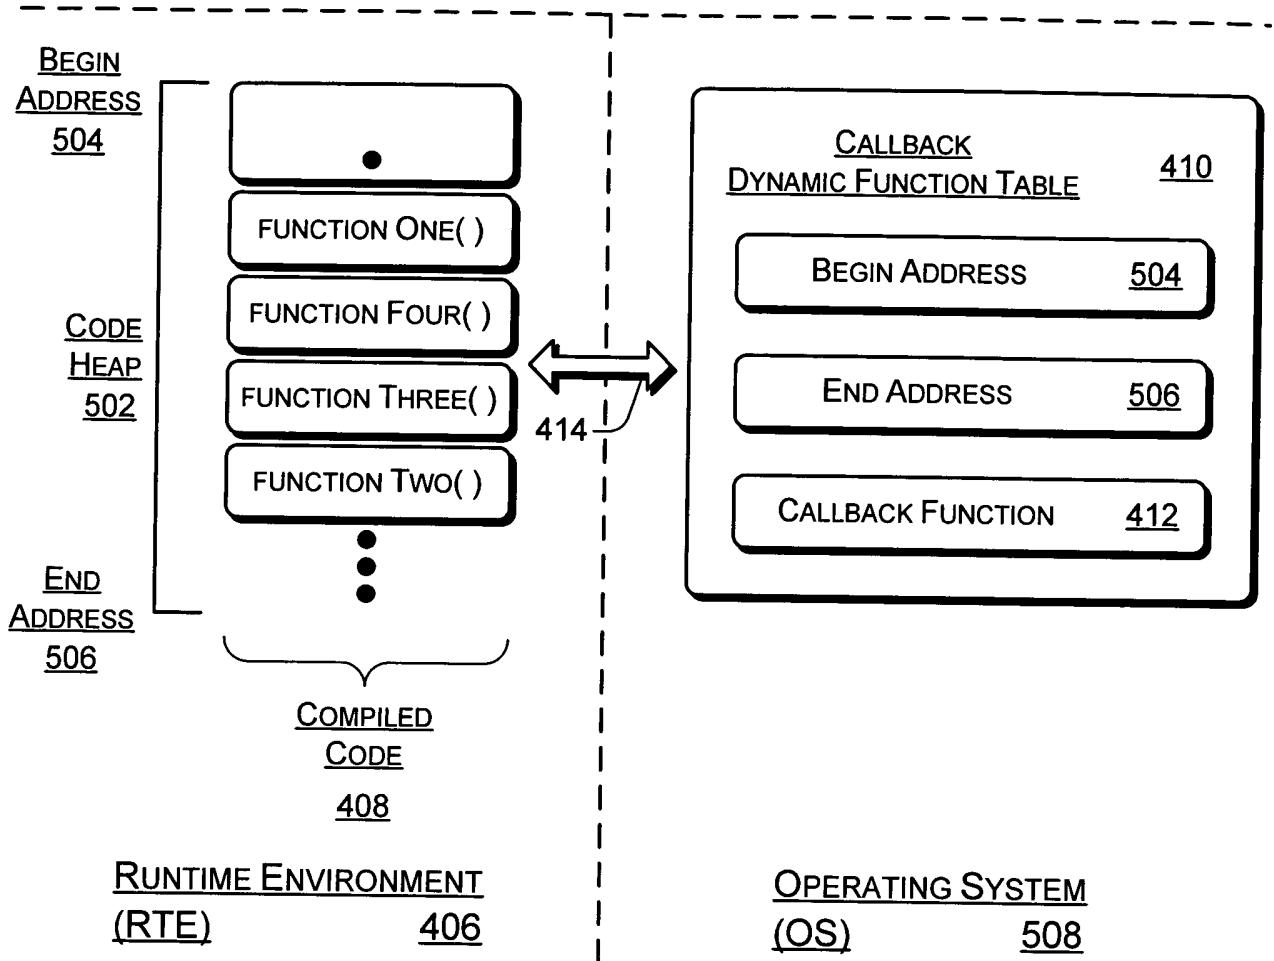 BEGIN
ADDRESS
504
FUNCTION ONE( )
FUNCTION FOUR( )
FUNCTION THREE( )
FUNCTION TWO( )
CODE
HEAP
502
END
ADDRESS
506
COMPILED
CODE
408
RUNTIME ENVIRONMENT
(RTE) 406
414
CALLBACK
DYNAMIC FUNCTION TABLE 410
BEGIN ADDRESS 504
END ADDRESS 506
CALLBACK FUNCTION 412
OPERATING SYSTEM
(OS) 508